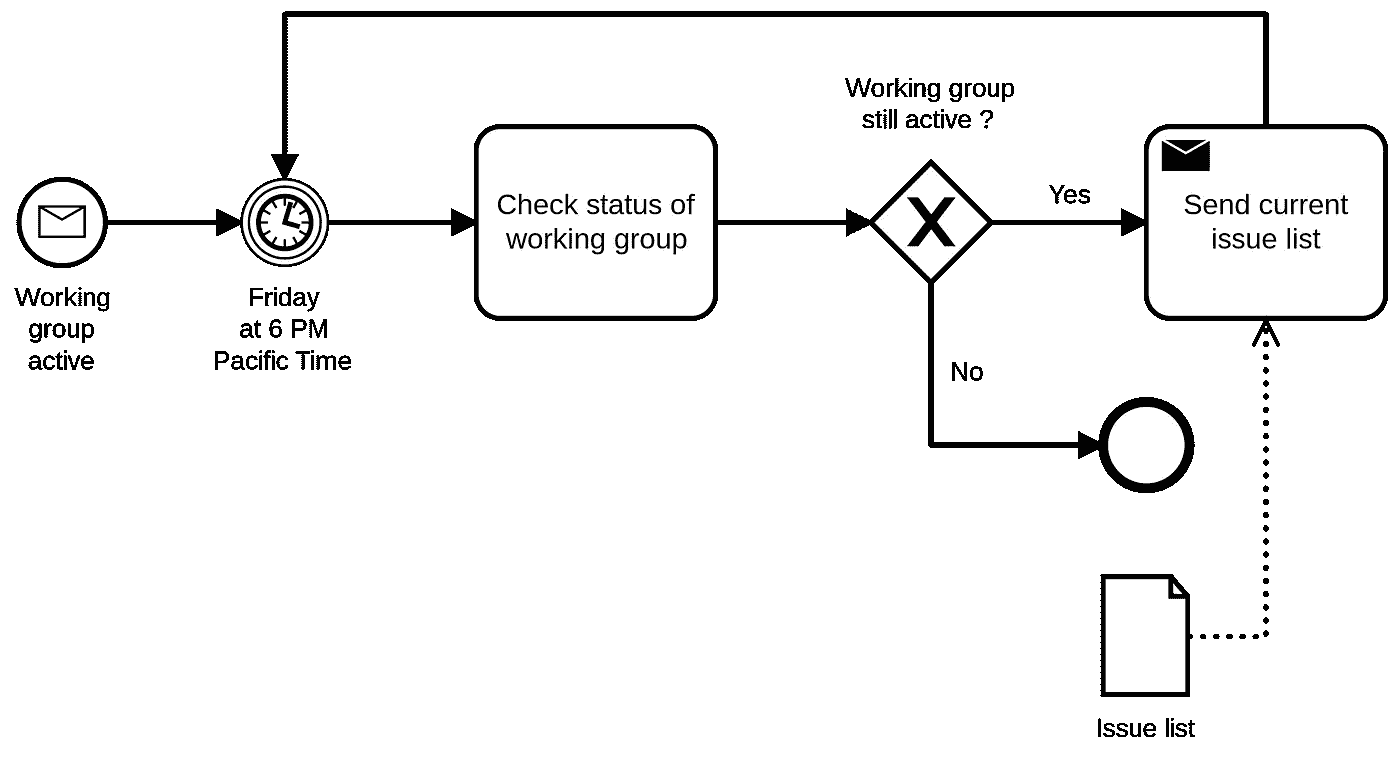 Working
group
active
Friday
at 6 PM
Pacific Time
Check status of
working group
Working group
still active ?
Yes
No
Send current
issue list
Issue list